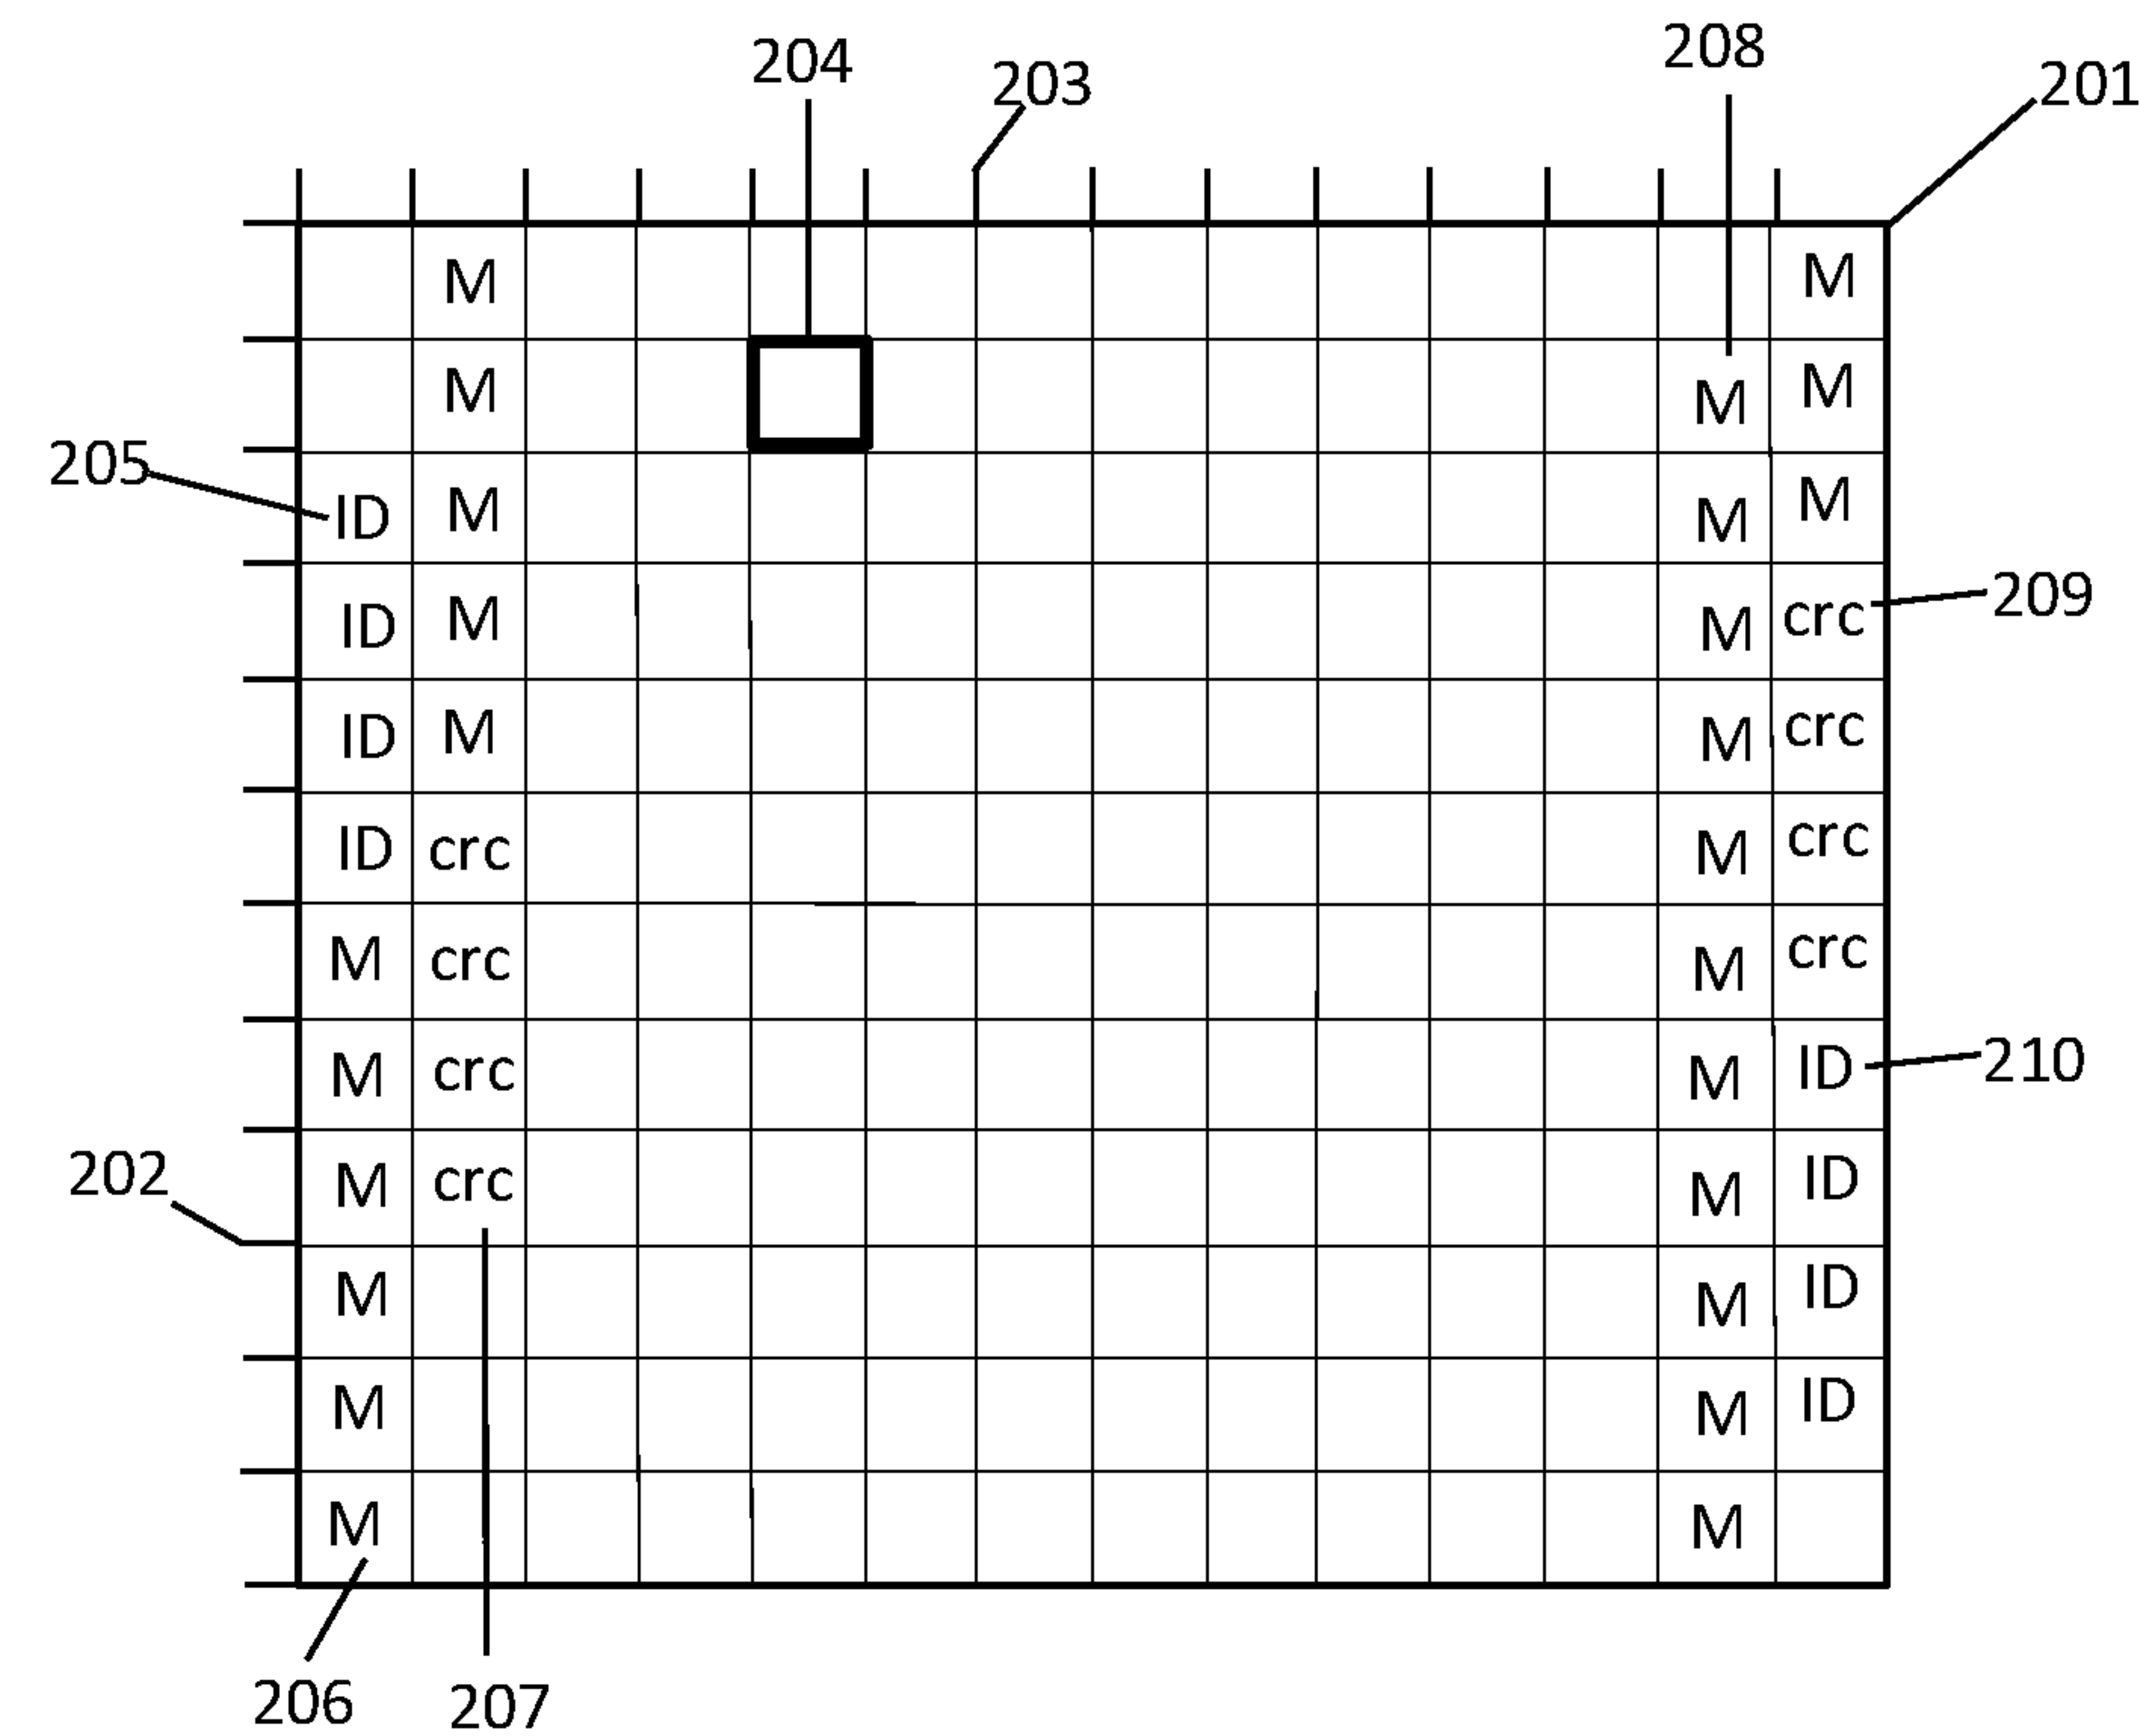 204 203 208 201
M M
M M M
205 ID M M M
ID M M crc 209
ID M M crc
ID crc M crc
M crc M crc
M crc M ID 210
202 M crc M ID
M M ID
M M ID
M M
206 207